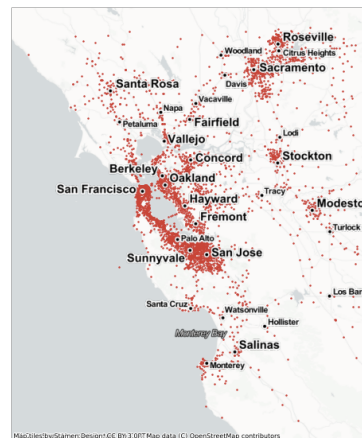 Roseville
Woodland
Citrus Heights
Sacramento
Davis
Santa Rosa
Vacaville
Napa
Fairfield
Petaluma
Vallejo
Lodi
Concord
Stockton
Berkeley
Oakland
San Francisco
Tracy
Hayward
Modesto
Fremont
Turlock
Palo Alto
San Jose
Sunnyvale
Los Ban
Santa Cruz
Watsonville
Hollister
Monterey Bay
Salinas
Monterey
Map tiles by Stamen Design, CC BY 3.0 -- Map data (C) OpenStreetMap contributors